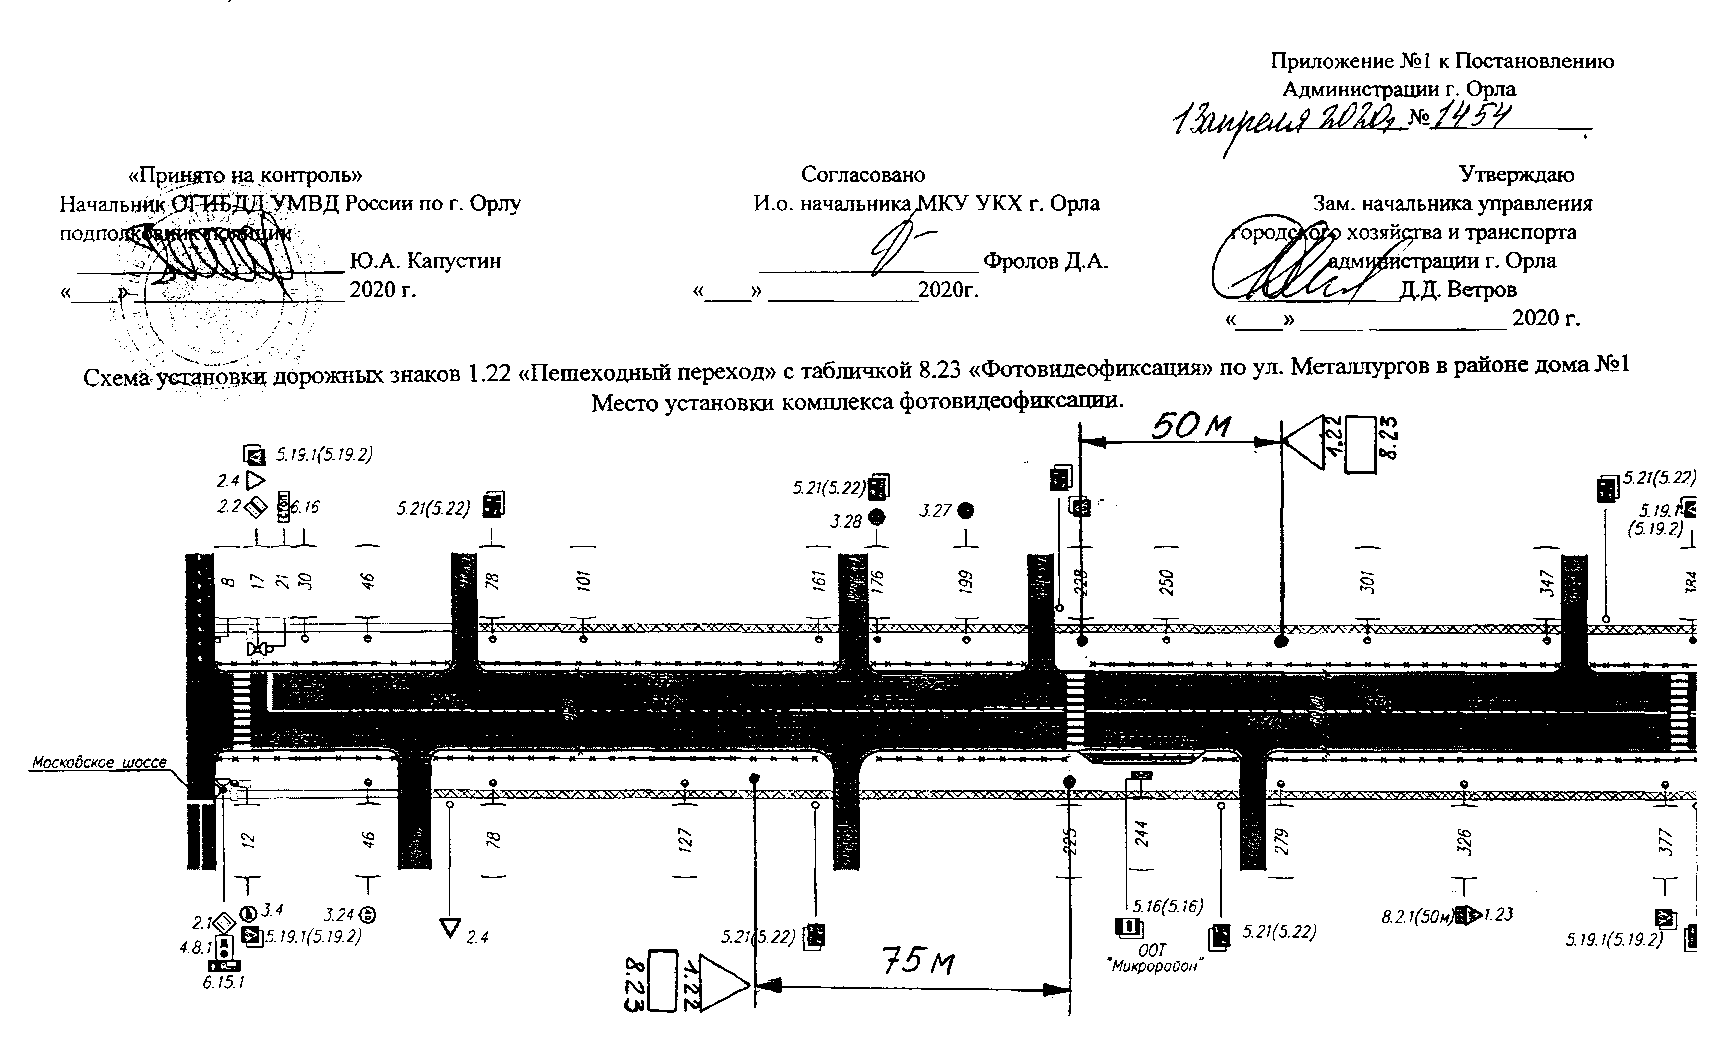 Приложение №1 к Постановлению
Администрации г. Орла
13 апреля 2020г. № 1454
«Принято на контроль»
Начальник ОГИБДД УМВД России по г. Орлу
подполковник полиции
Ю.А. Капустин
«____» 2020 г.
Согласовано
И.о. начальника МКУ УКХ г. Орла
Фролов Д.А.
«____» 2020г.
Утверждаю
Зам. начальника управления
городского хозяйства и транспорта
администрации г. Орла
Д.Д. Ветров
«____» 2020 г.
Схема установки дорожных знаков 1.22 «Пешеходный переход» с табличкой 8.23 «Фотовидеофиксация» по ул. Металлургов в районе дома №1
Место установки комплекса фотовидеофиксации.
50 м
1.22
8.23
5.19.1(5.19.2)
2.4
2.2
6.16
5.21(5.22)
5.21(5.22)
3.28
3.27
5.21(5.22)
5.19.1
(5.19.2)
8
17
21
30
46
78
101
161
176
199
228
250
301
347
384
Московское шоссе
12
46
78
127
225
244
279
326
377
2.1
3.4
4.8.1
5.19.1(5.19.2)
6.15.1
3.24
2.4
5.21(5.22)
5.16(5.16)
ООТ
"Микрорайон"
5.21(5.22)
8.2.1(50м)
1.23
5.19.1(5.19.2)
8.23
1.22
75 м